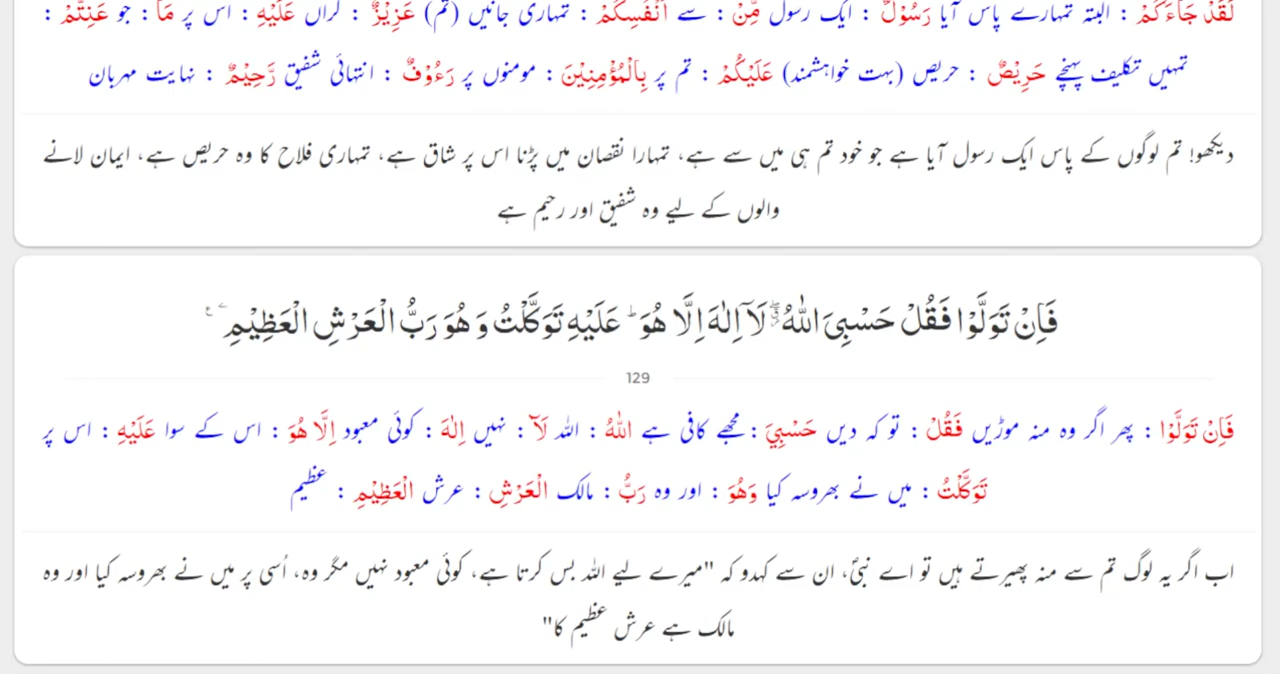 لَقَدْ جَآءَكُمْ : البتہ تمہارے پاس آیا رَسُوْلٌ : ایک رسول مِّنْ : سے اَنْفُسِكُمْ : تمہاری جانیں (تم) عَزِيْزٌ : گراں عَلَيْهِ : اس پر مَا : جو عَنِتُّمْ :
تمہیں تکلیف پہنچے حَرِيْصٌ : حریص (بہت خواہشمند) عَلَيْكُمْ : تم پر بِالْمُؤْمِنِيْنَ : مومنوں پر رَءُوْفٌ : انتہائی شفیق رَّحِيْمٌ : نہایت مہربان
دیکھو! تم لوگوں کے پاس ایک رسول آیا ہے جو خود تم ہی میں سے ہے، تمہارا نقصان میں پڑنا اس پر شاق ہے، تمہاری فلاح کا وہ حریص ہے، ایمان لانے
والوں کے لیے وہ شفیق اور رحیم ہے
فَاِنْ تَوَلَّوْا فَقُلْ حَسْبِیَ اللّٰهُ ۖۗ لَاۤ اِلٰهَ اِلَّا هُوَ ؕ عَلَیْهِ تَوَكَّلْتُ وَ هُوَ رَبُّ الْعَرْشِ الْعَظِیْمِ۠ ۧ
129
فَاِنْ تَوَلَّوْا : پھر اگر وہ منہ موڑیں فَقُلْ : تو کہ دیں حَسْبِيَ : مجھے کافی ہے اللّٰهُ : اللہ لَآ : نہیں اِلٰهَ : کوئی معبود اِلَّا هُوَ : اس کے سوا عَلَيْهِ : اس پر
تَوَكَّلْتُ : میں نے بھروسہ کیا وَھُوَ : اور وہ رَبُّ : مالک الْعَرْشِ : عرش الْعَظِيْمِ : عظیم
اب اگر یہ لوگ تم سے منہ پھیرتے ہیں تو اے نبیؐ، ان سے کہدو کہ "میرے لیے اللہ بس کرتا ہے، کوئی معبود نہیں مگر وہ، اُسی پر میں نے بھروسہ کیا اور وہ
مالک ہے عرش عظیم کا"